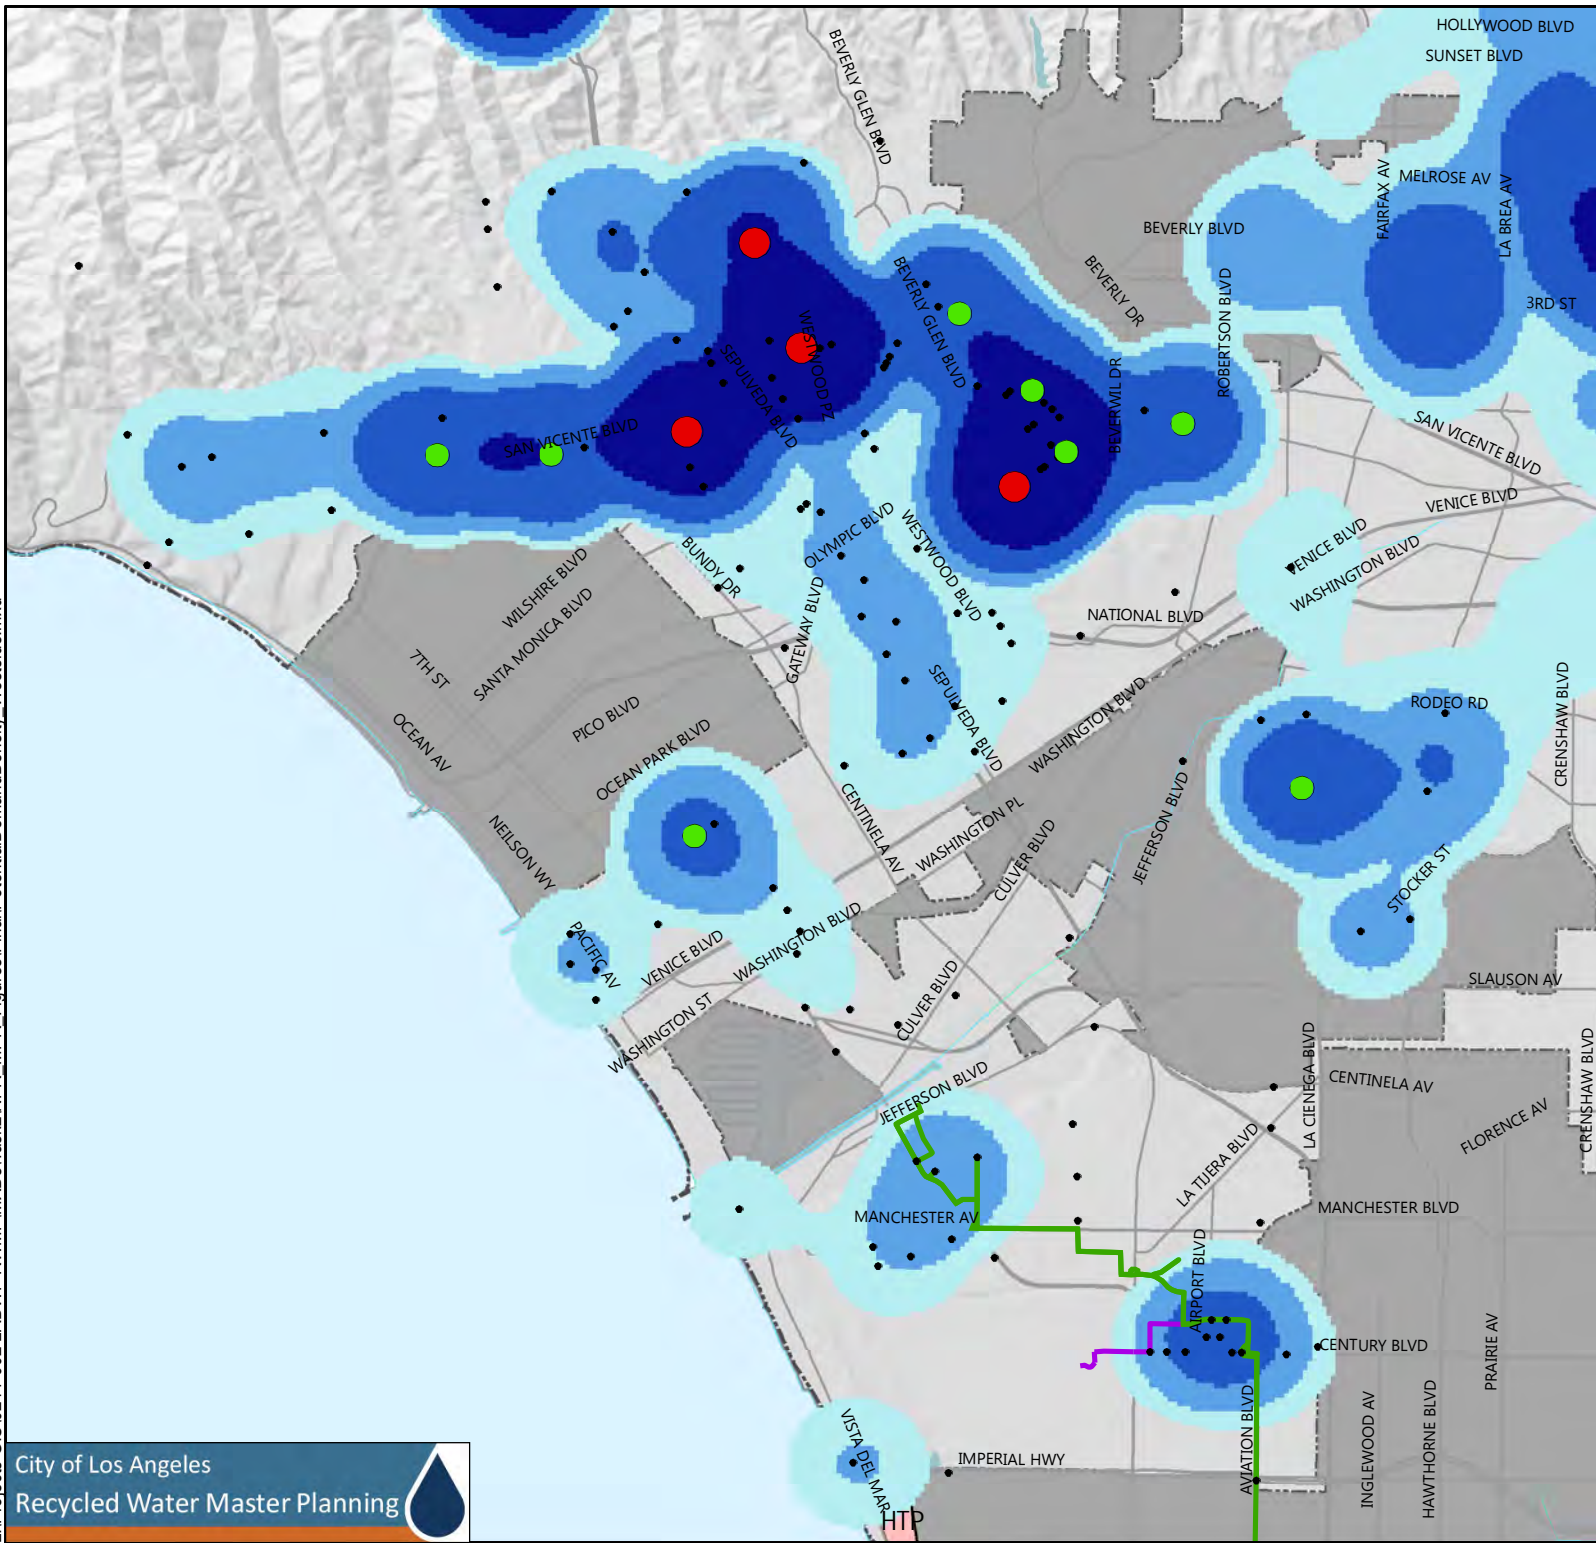 HOLLYWOOD BLVD
SUNSET BLVD
BEVERLY GLEN BLVD
FAIRFAX AV
MELROSE AV
LA BREA AV
BEVERLY BLVD
BEVERLY DR
ROBERTSON BLVD
3RD ST
BEVERLY GLEN BLVD
WESTWOOD PZ
SEPULVEDA BLVD
BEVERWIL DR
SAN VICENTE BLVD
SAN VICENTE BLVD
VENICE BLVD
OLYMPIC BLVD
WESTWOOD BLVD
VENICE BLVD
WASHINGTON BLVD
BUNDY DR
WILSHIRE BLVD
SANTA MONICA BLVD
GATEWAY BLVD
NATIONAL BLVD
7TH ST
SEPULVEDA BLVD
WASHINGTON BLVD
RODEO RD
CRENSHAW BLVD
PICO BLVD
OCEAN AV
OCEAN PARK BLVD
CENTINELA AV
WASHINGTON PL
JEFFERSON BLVD
NEILSON WY
CULVER BLVD
STOCKER ST
PACIFIC AV
VENICE BLVD
WASHINGTON BLVD
SLAUSON AV
CULVER BLVD
WASHINGTON ST
LA CIENEGA BLVD
CENTINELA AV
CRENSHAW BLVD
JEFFERSON BLVD
FLORENCE AV
LA TIJERA BLVD
MANCHESTER AV
MANCHESTER BLVD
AIRPORT BLVD
CENTURY BLVD
PRAIRIE AV
VISTA DEL MAR
IMPERIAL HWY
AVIATION BLVD
INGLEWOOD AV
HAWTHORNE BLVD
HTP
City of Los Angeles
Recycled Water Master Planning